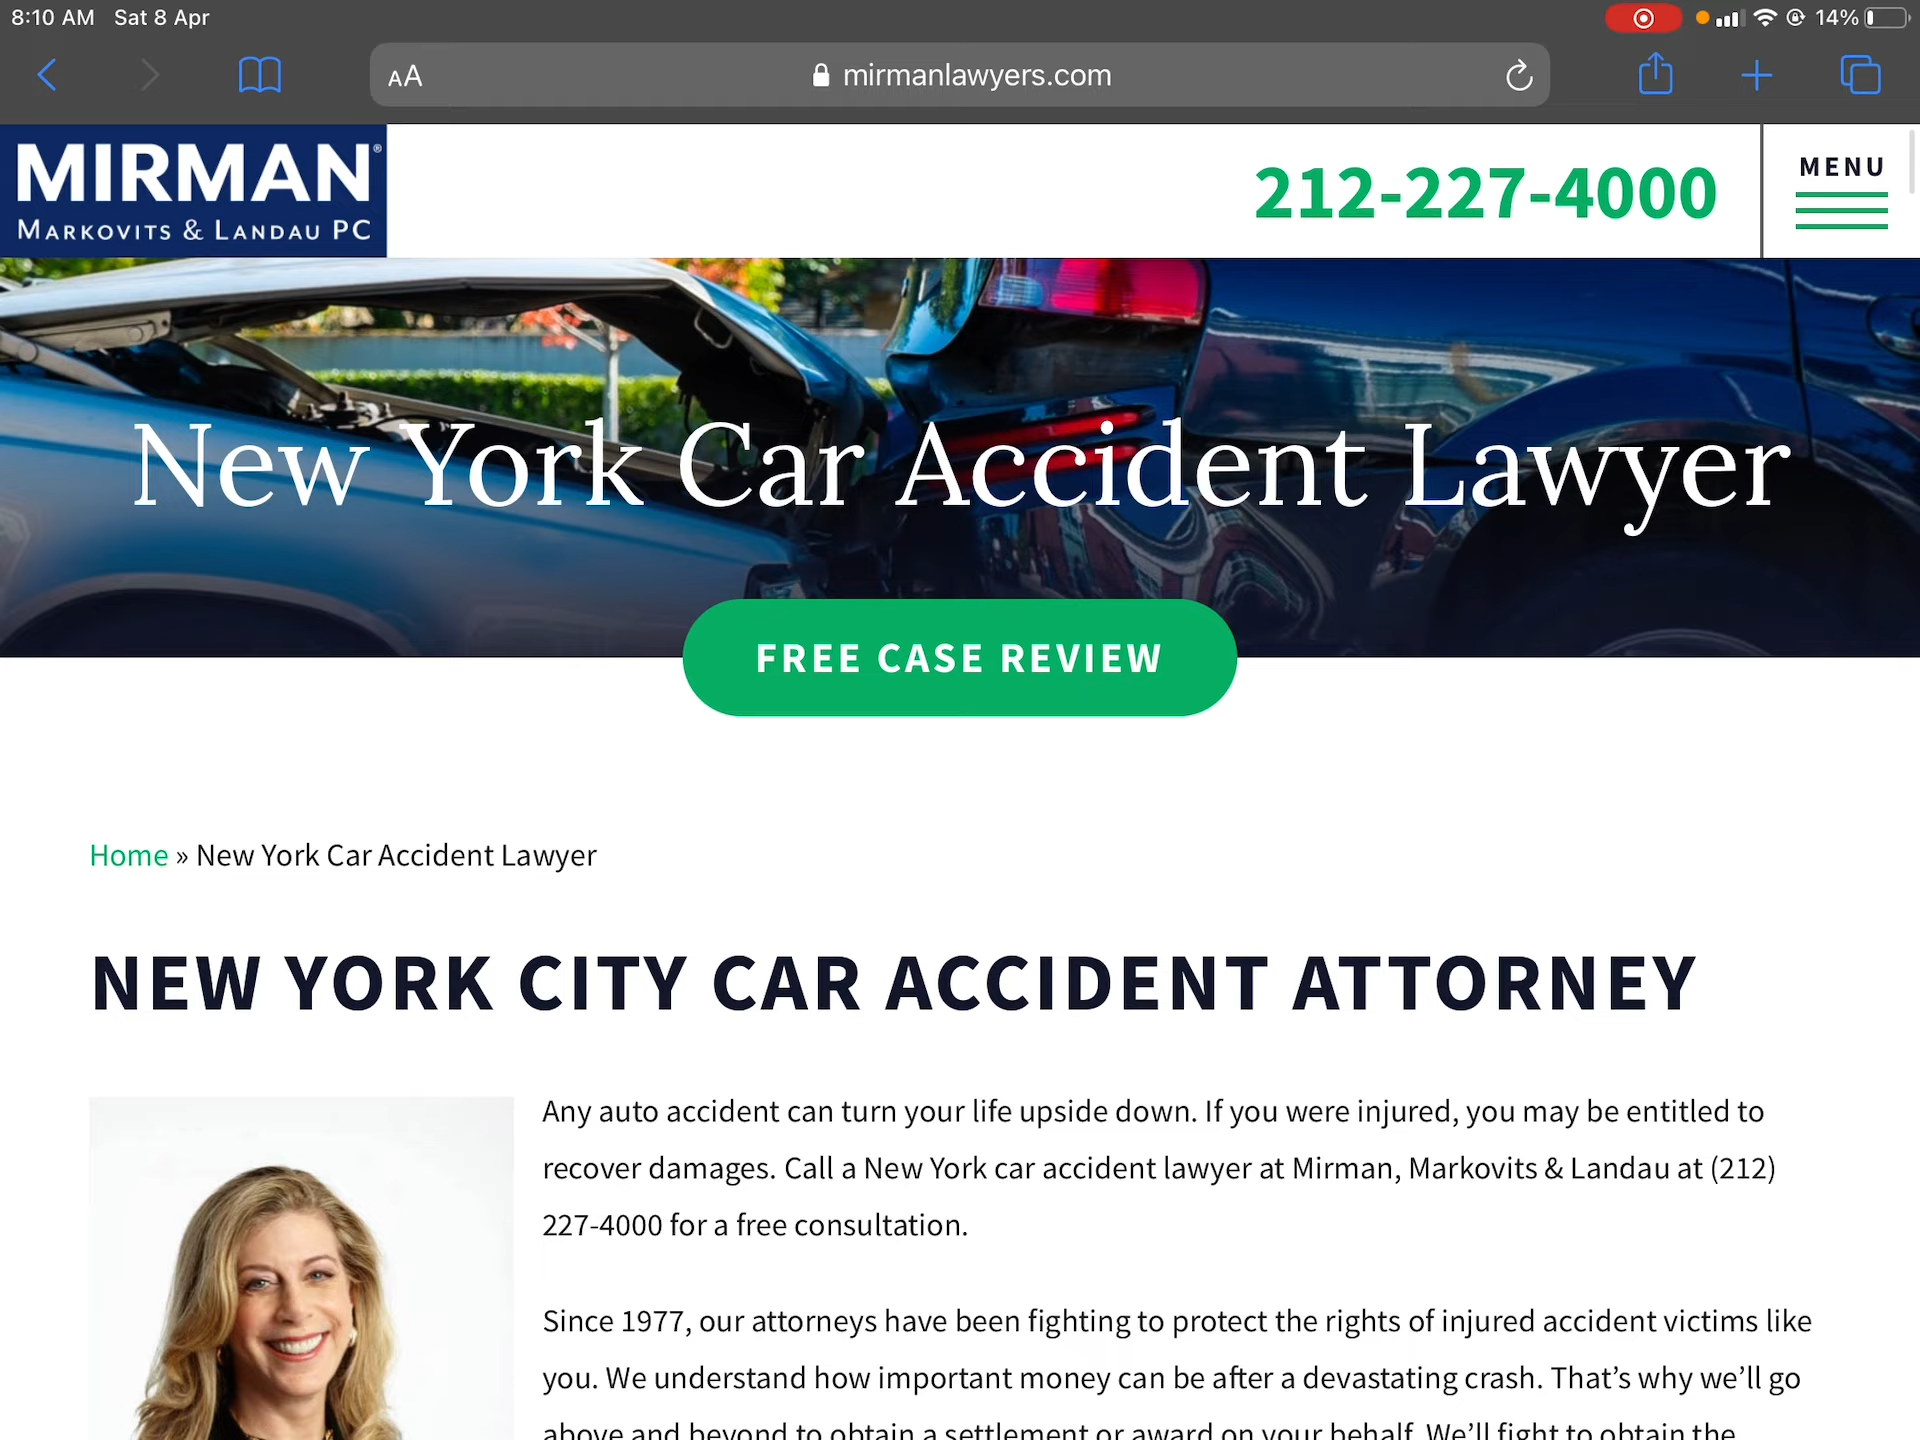 8:10 AM Sat 8 Apr
14%
AA
mirmanlawyers.com
MIRMAN®
MARKOVITS & LANDAU PC
212-227-4000
MENU
New York Car Accident Lawyer
FREE CASE REVIEW
Home » New York Car Accident Lawyer
NEW YORK CITY CAR ACCIDENT ATTORNEY
Any auto accident can turn your life upside down. If you were injured, you may be entitled to
recover damages. Call a New York car accident lawyer at Mirman, Markovits & Landau at (212)
227-4000 for a free consultation.
Since 1977, our attorneys have been fighting to protect the rights of injured accident victims like
you. We understand how important money can be after a devastating crash. That’s why we’ll go
above and beyond to obtain a settlement or award on your behalf. We’ll fight to obtain the